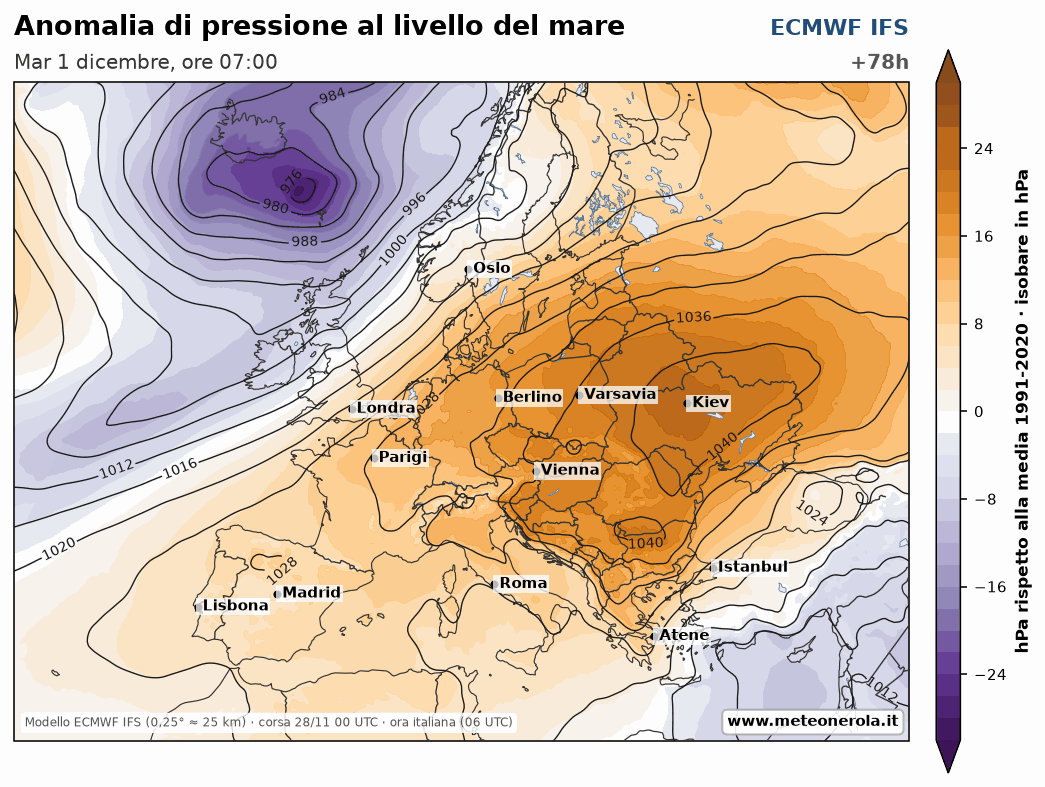 Anomalia di pressione al livello del mare
ECMWF IFS
Mar 1 dicembre, ore 07:00
+78h
984
976
980
988
996
1000
Oslo
1036
Berlino
Varsavia
Kiev
Londra
1028
Parigi
Vienna
1040
1012
1016
1024
1020
1040
1028
Istanbul
Roma
Madrid
Lisbona
Atene
1012
Modello ECMWF IFS (0,25° ≈ 25 km) · corsa 28/11 00 UTC · ora italiana (06 UTC)
www.meteonerola.it
24
16
8
0
−8
−16
−24
hPa rispetto alla media 1991-2020 · isobare in hPa